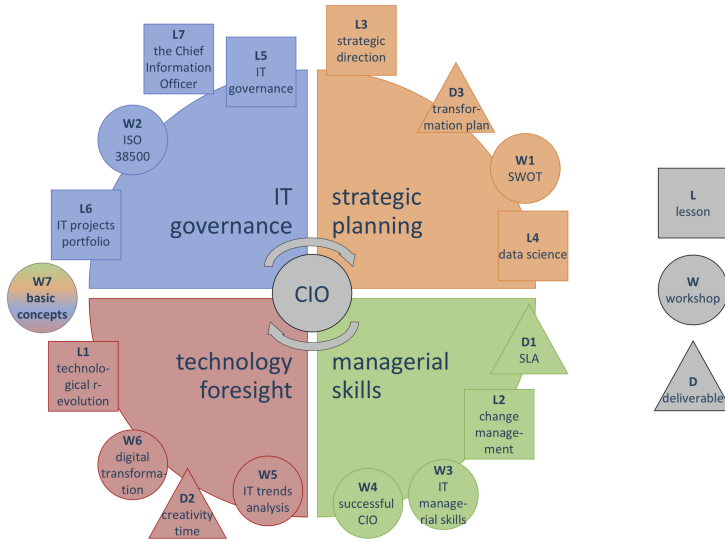 L7
the Chief
Information
Officer
L5
IT
governance
L3
strategic
direction
D3
transfor-
mation plan
W2
ISO
38500
W1
SWOT
L6
IT projects
portfolio
IT
governance
strategic
planning
L4
data science
W7
basic
concepts
CIO
L1
technolo-
gical r-
evolution
technology
foresight
managerial
skills
D1
SLA
L2
change
manage-
ment
W6
digital
transforma-
tion
D2
creativity
time
W5
IT trends
analysis
W4
successful
CIO
W3
IT
manage-
rial skills
L
lesson
W
workshop
D
deliverable